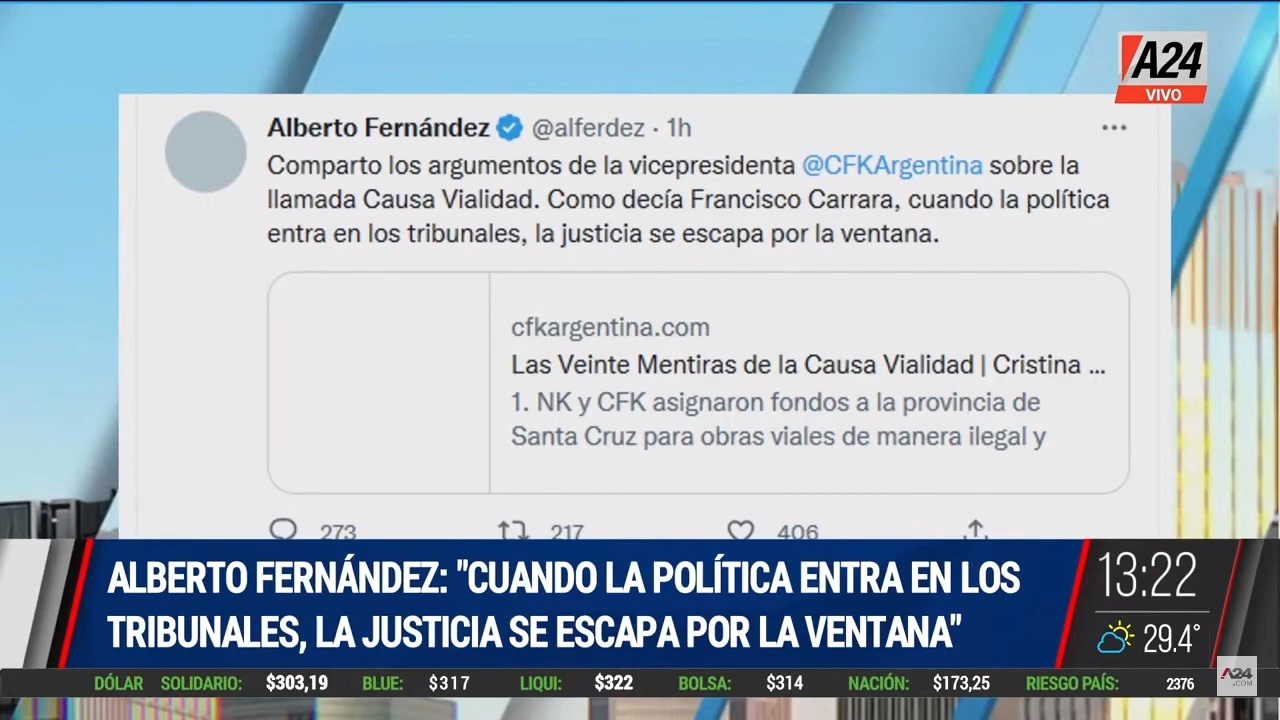 A24
VIVO
Alberto Fernández @alferdez · 1h
Comparto los argumentos de la vicepresidenta @CFKArgentina sobre la
llamada Causa Vialidad. Como decía Francisco Carrara, cuando la política
entra en los tribunales, la justicia se escapa por la ventana.
cfkargentina.com
Las Veinte Mentiras de la Causa Vialidad | Cristina ...
1. NK y CFK asignaron fondos a la provincia de
Santa Cruz para obras viales de manera ilegal y
273 217 406
ALBERTO FERNÁNDEZ: "CUANDO LA POLÍTICA ENTRA EN LOS
TRIBUNALES, LA JUSTICIA SE ESCAPA POR LA VENTANA"
13:22
29.4°
DÓLAR SOLIDARIO: $303,19 BLUE: $317 LIQUI: $322 BOLSA: $314 NACIÓN: $173,25 RIESGO PAÍS: 2376
A24
.COM